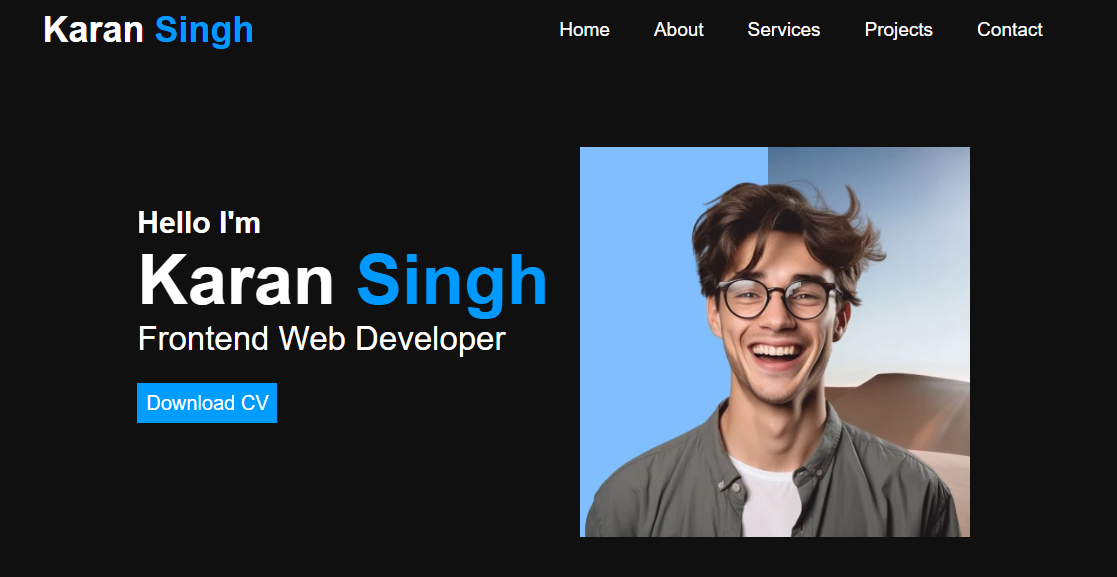 Karan Singh
Home About Services Projects Contact
Hello I'm
Karan Singh
Frontend Web Developer
Download CV